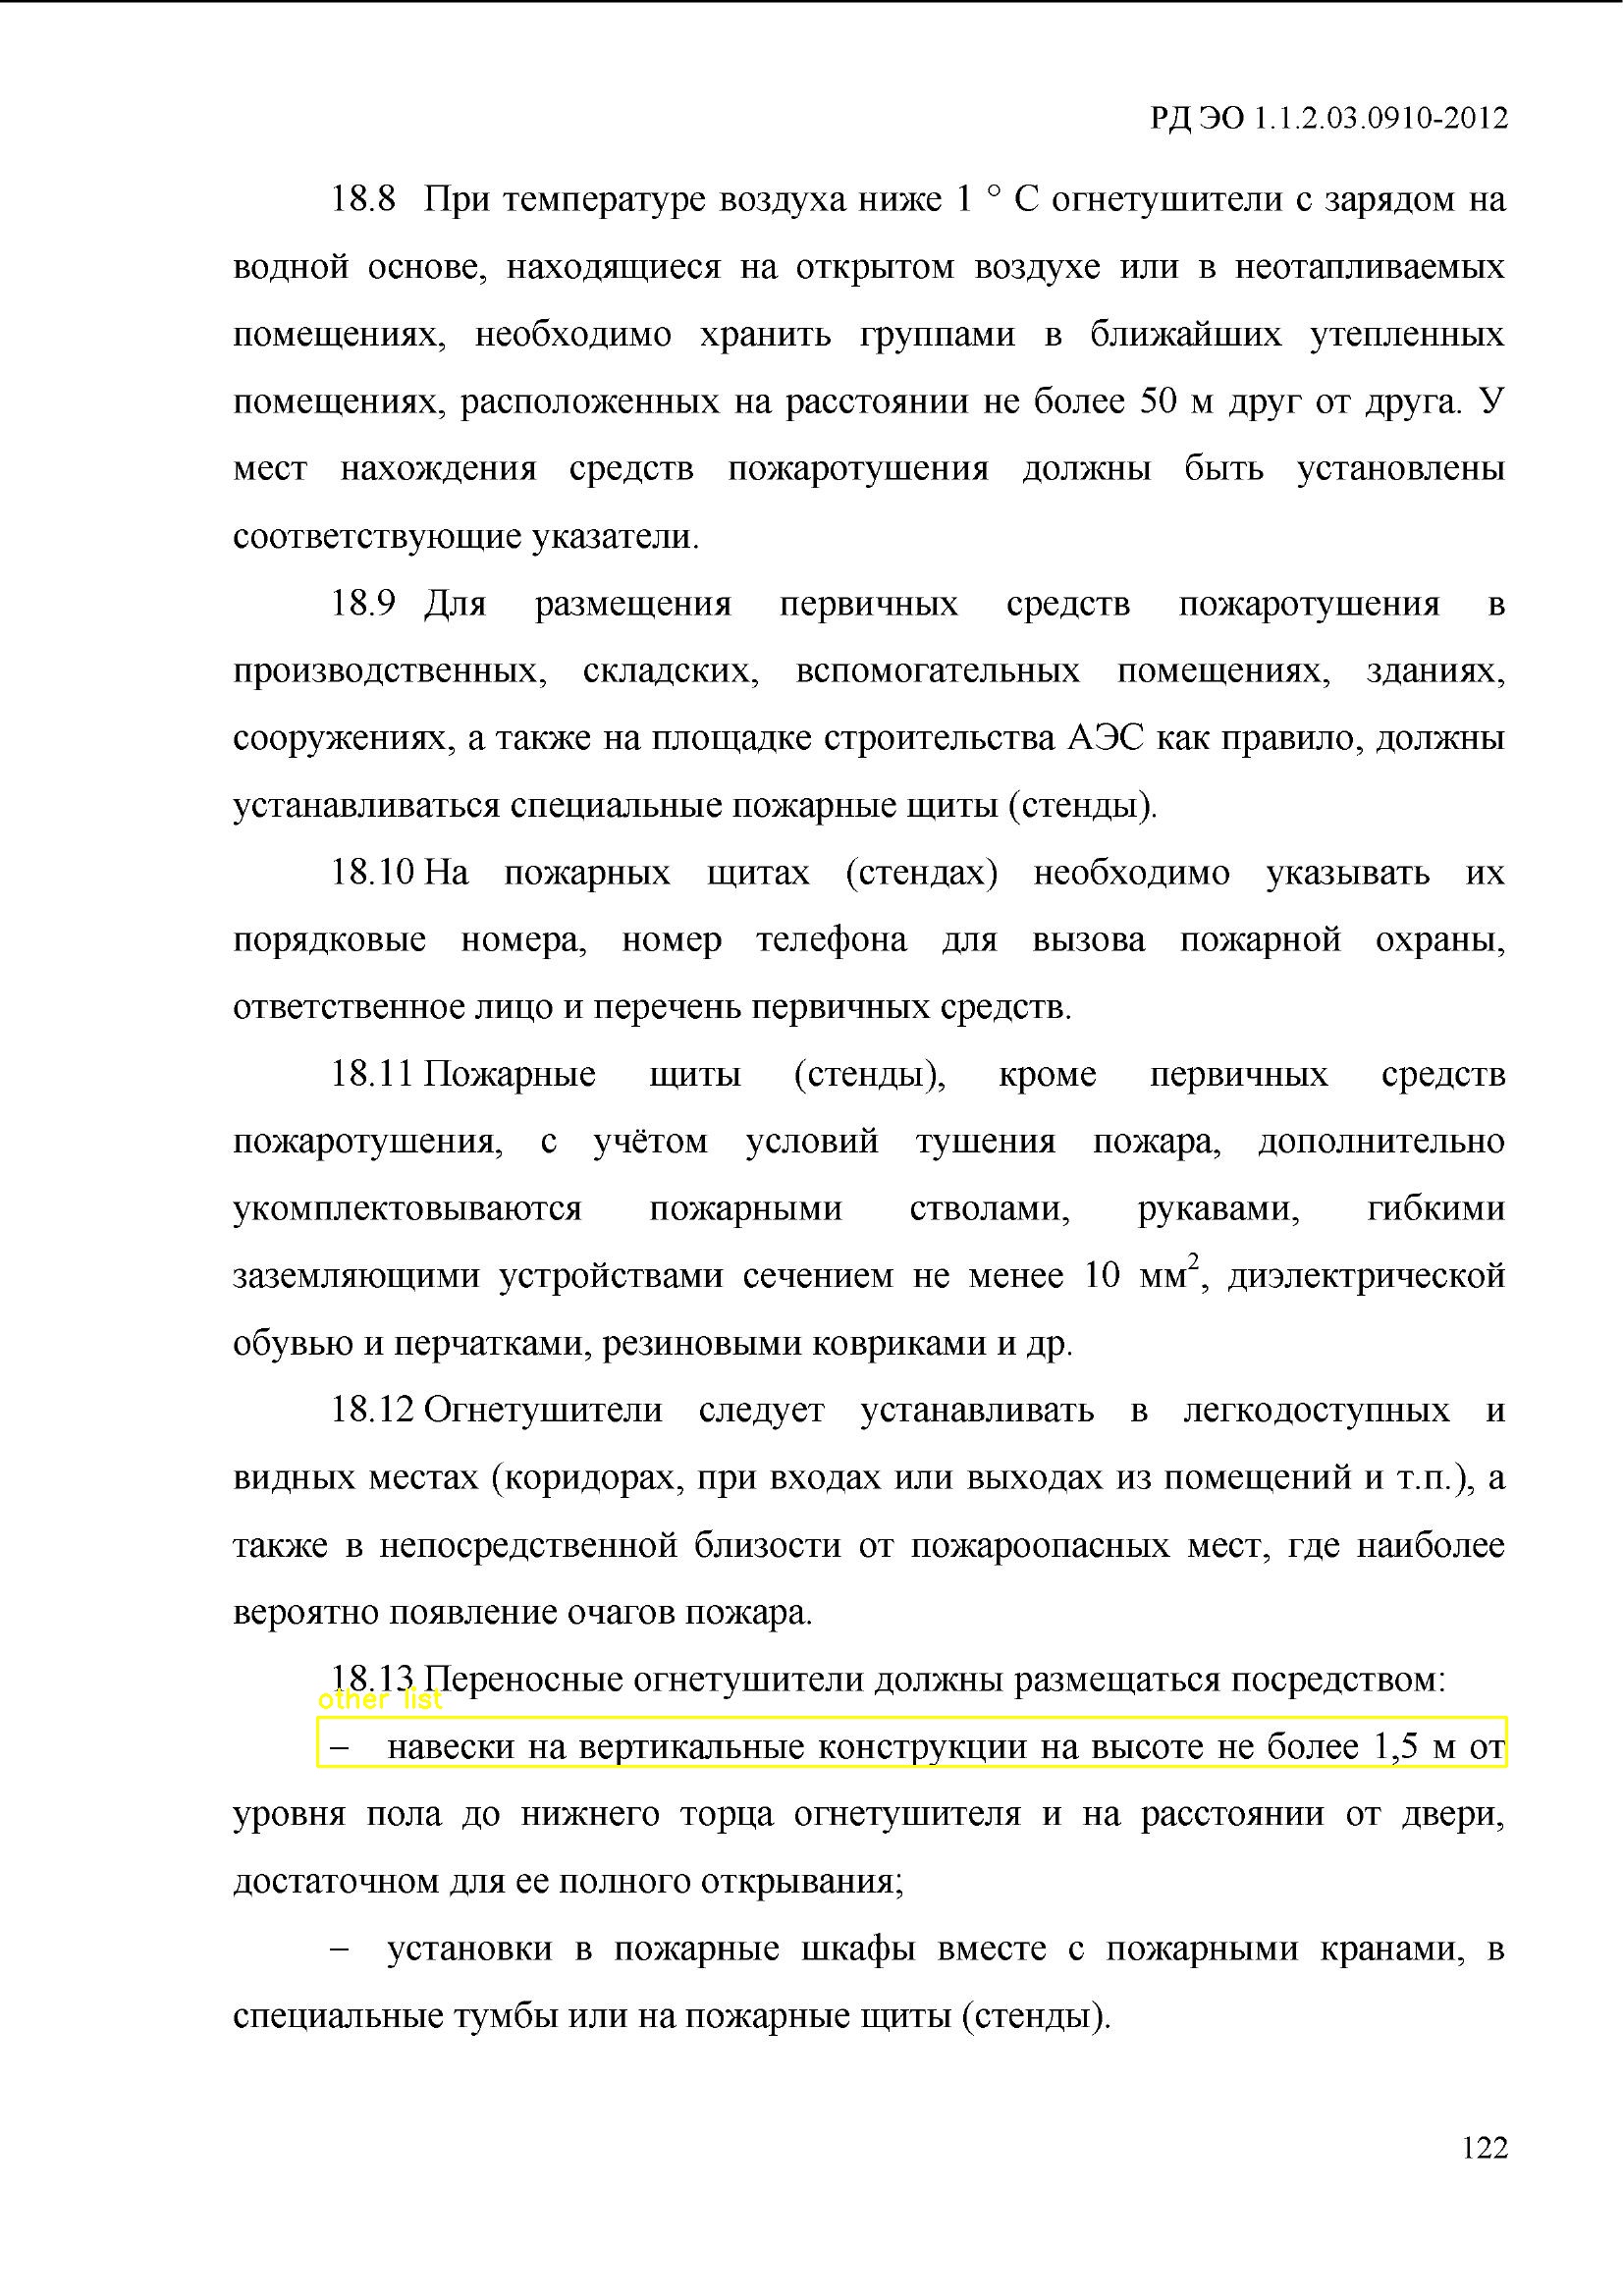 РД ЭО 1.1.2.03.0910-2012
18.8 При температуре воздуха ниже 1 ° С огнетушители с зарядом на
водной основе, находящиеся на открытом воздухе или в неотапливаемых
помещениях, необходимо хранить группами в ближайших утепленных
помещениях, расположенных на расстоянии не более 50 м друг от друга. У
мест нахождения средств пожаротушения должны быть установлены
соответствующие указатели.
18.9 Для размещения первичных средств пожаротушения в
производственных, складских, вспомогательных помещениях, зданиях,
сооружениях, а также на площадке строительства АЭС как правило, должны
устанавливаться специальные пожарные щиты (стенды).
18.10 На пожарных щитах (стендах) необходимо указывать их
порядковые номера, номер телефона для вызова пожарной охраны,
ответственное лицо и перечень первичных средств.
18.11 Пожарные щиты (стенды), кроме первичных средств
пожаротушения, с учётом условий тушения пожара, дополнительно
укомплектовываются пожарными стволами, рукавами, гибкими
заземляющими устройствами сечением не менее 10 мм², диэлектрической
обувью и перчатками, резиновыми ковриками и др.
18.12 Огнетушители следует устанавливать в легкодоступных и
видных местах (коридорах, при входах или выходах из помещений и т.п.), а
также в непосредственной близости от пожароопасных мест, где наиболее
вероятно появление очагов пожара.
18.13 Переносные огнетушители должны размещаться посредством:
other list
– навески на вертикальные конструкции на высоте не более 1,5 м от
уровня пола до нижнего торца огнетушителя и на расстоянии от двери,
достаточном для ее полного открывания;
– установки в пожарные шкафы вместе с пожарными кранами, в
специальные тумбы или на пожарные щиты (стенды).
122